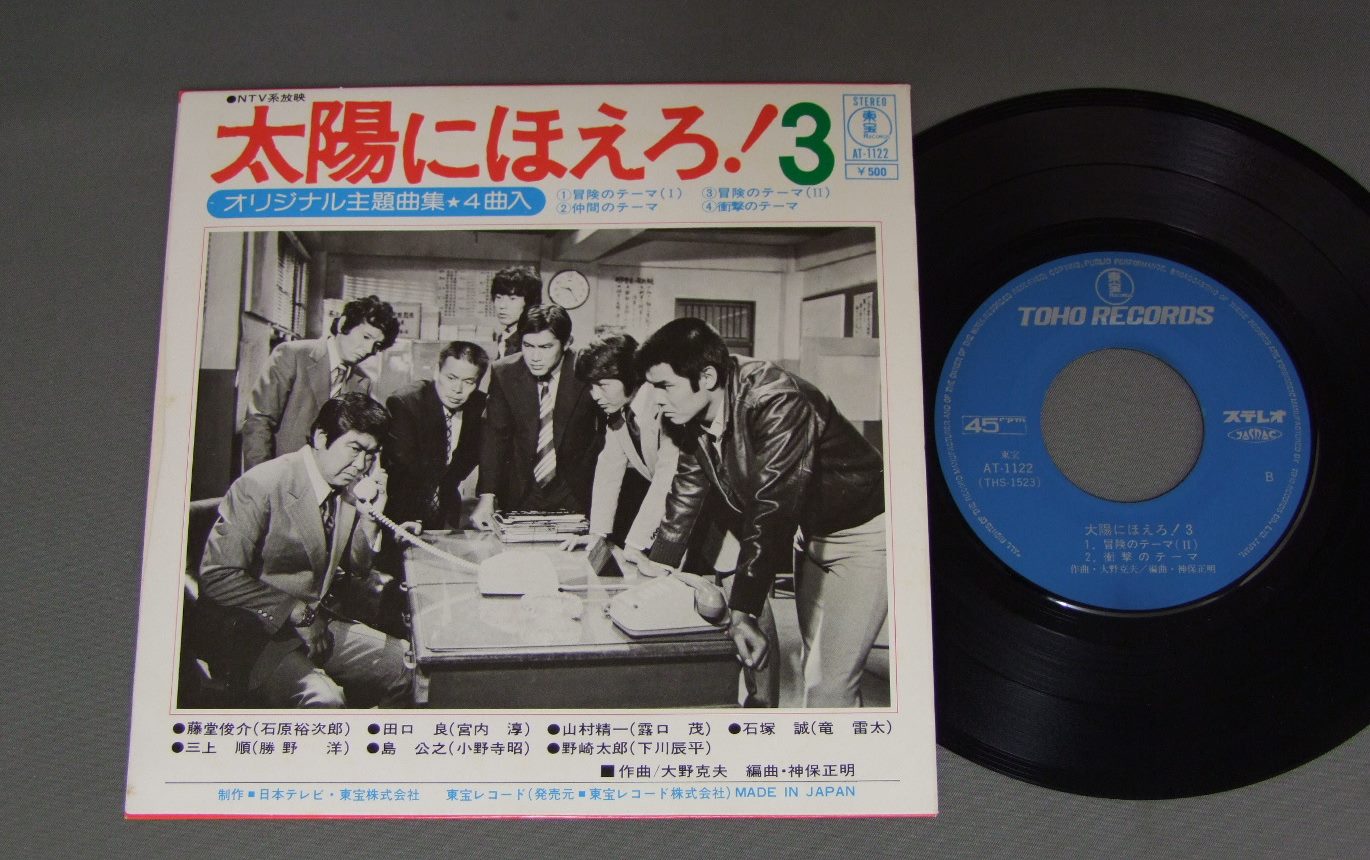 ●NTV系放映
太陽にほえろ!3
STEREO
東宝
RECORDS
AT-1122
¥500
オリジナル主題曲集★4曲入
①冒険のテーマ(I) ③冒険のテーマ(II)
②仲間のテーマ ④衝撃のテーマ
●藤堂俊介(石原裕次郎) ●田口 良(宮内 淳) ●山村精一(露口 茂) ●石塚 誠(竜 雷太)
●三上 順(勝野 洋) ●島 公之(小野寺昭) ●野崎太郎(下川辰平)
■作曲/大野克夫 編曲・神保正明
制作■日本テレビ・東宝株式会社 東宝レコード(発売元■東宝レコード株式会社) MADE IN JAPAN
東宝
RECORDS
TOHO RECORDS
45rpm
ステレオ
JASRAC
東宝
AT-1122
(THS-1523)
B
太陽にほえろ! 3
1. 冒険のテーマ(II)
2. 衝撃のテーマ
作曲・大野克夫/編曲・神保正明